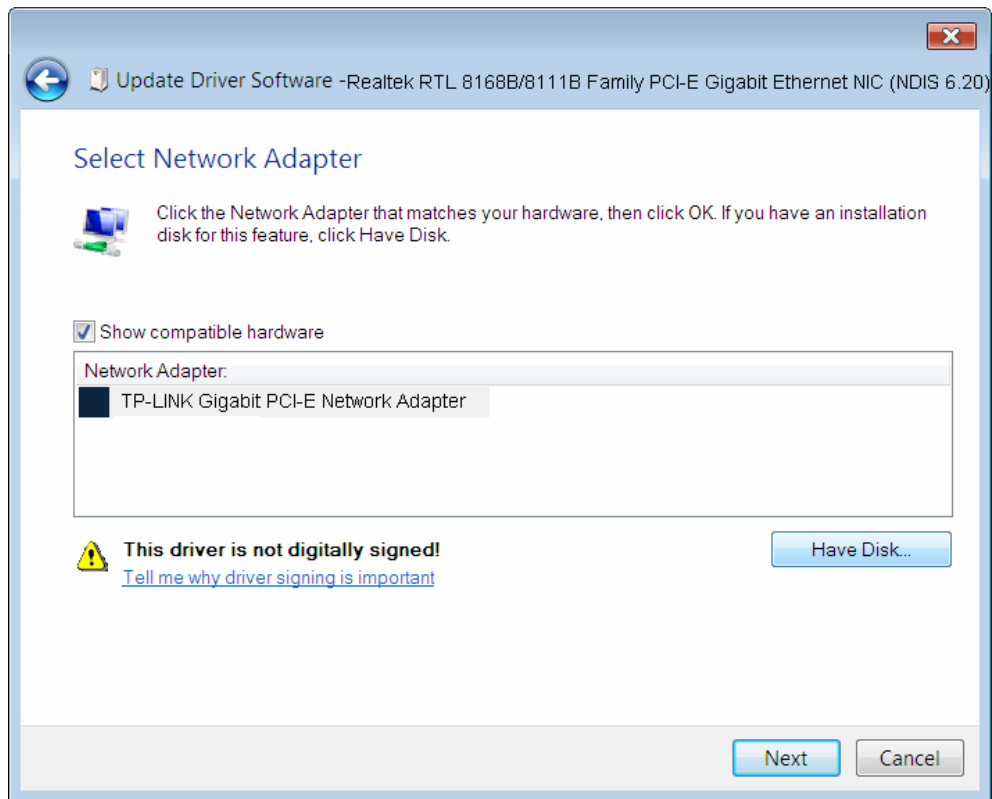 Update Driver Software -Realtek RTL 8168B/8111B Family PCI-E Gigabit Ethernet NIC (NDIS 6.20)
Select Network Adapter
Click the Network Adapter that matches your hardware, then click OK. If you have an installation
disk for this feature, click Have Disk.
Show compatible hardware
Network Adapter:
TP-LINK Gigabit PCI-E Network Adapter
This driver is not digitally signed!
Have Disk...
Tell me why driver signing is important
Next
Cancel